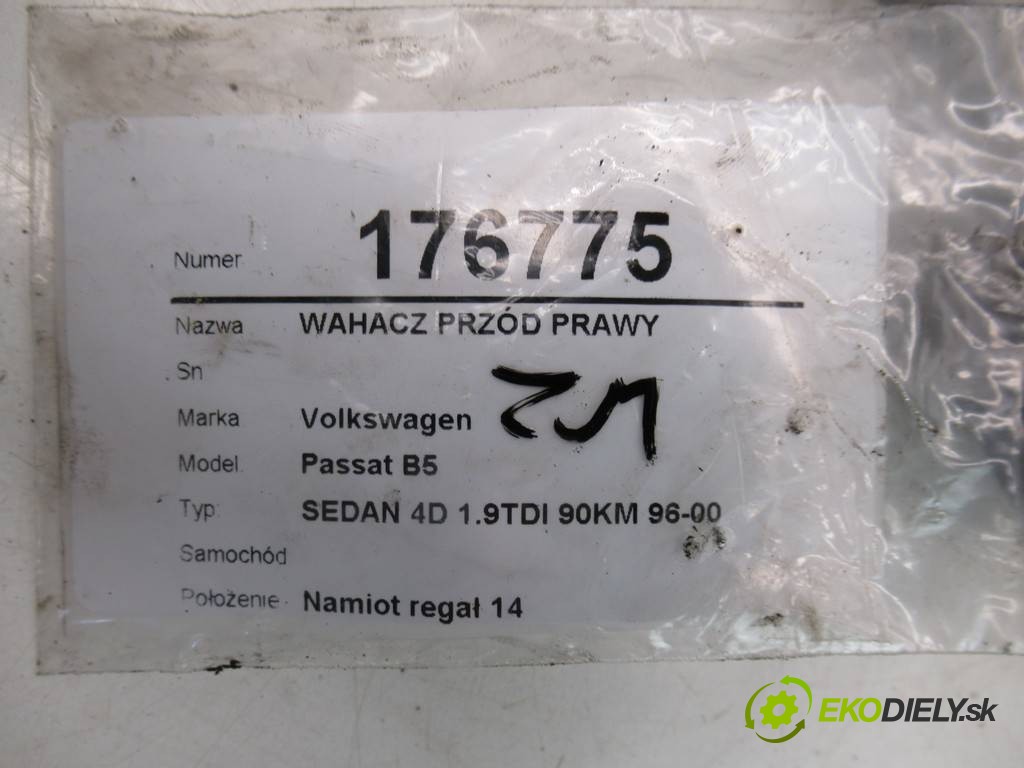 Numer 176775
Nazwa WAHACZ PRZÓD PRAWY
Sn
Marka Volkswagen
Model Passat B5
Typ SEDAN 4D 1.9TDI 90KM 96-00
Samochód
Położenie Namiot regał 14
EKODIELY.sk